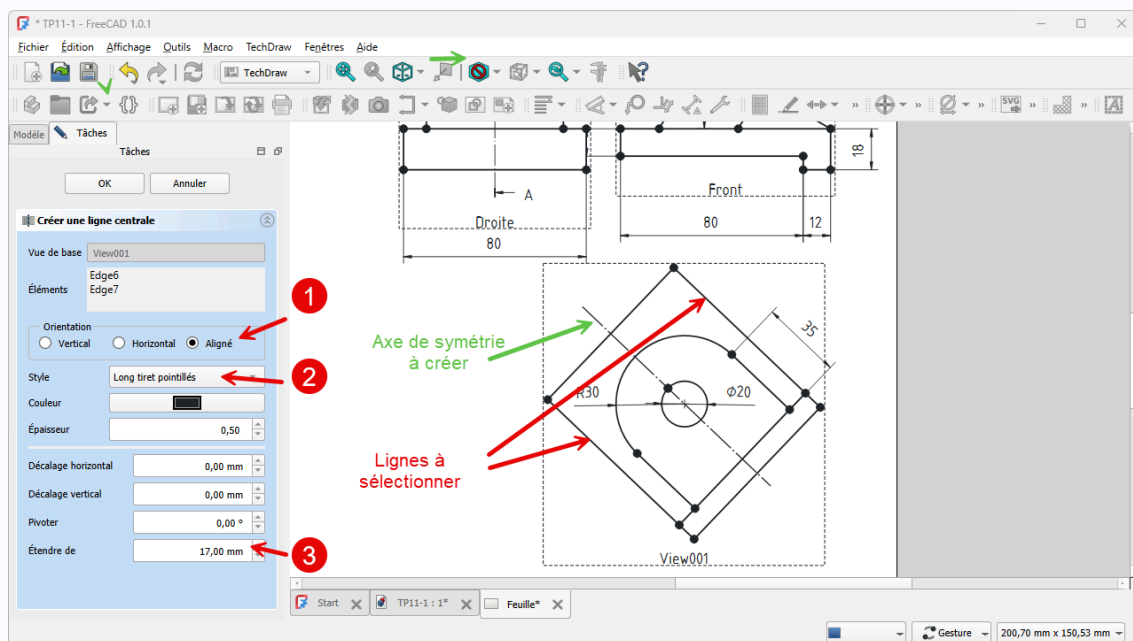 * TP11-1 - FreeCAD 1.0.1
Fichier Édition Affichage Outils Macro TechDraw Fenêtres Aide
TechDraw
SVG
A
Modèle
Tâches
Tâches
OK
Annuler
Créer une ligne centrale
Vue de base
View001
Éléments
Edge6
Edge7
Orientation
Vertical
Horizontal
Aligné
Style
Long tiret pointillés
Couleur
Épaisseur
0,50
Décalage horizontal
0,00 mm
Décalage vertical
0,00 mm
Pivoter
0,00 °
Étendre de
17,00 mm
1
2
3
A
Droite
80
Front
18
80
12
Axe de symétrie
à créer
35
R30
Ø20
Lignes à
sélectionner
View001
Start
TP11-1 : 1*
Feuille*
Gesture
200,70 mm x 150,53 mm